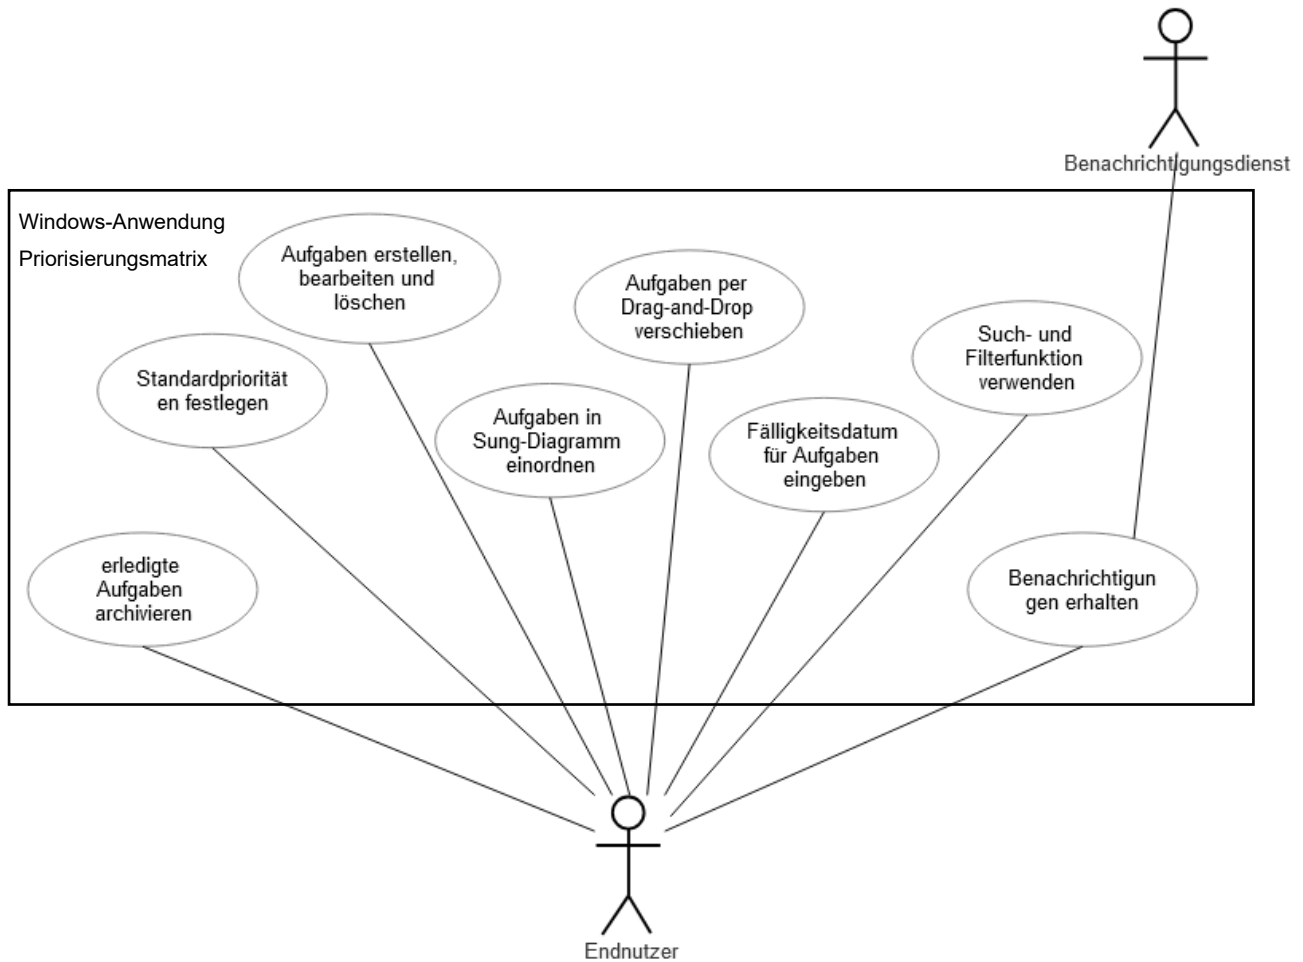 Benachrichtigungsdienst
Windows-Anwendung
Priorisierungsmatrix
Aufgaben erstellen,
bearbeiten und
löschen
Aufgaben per
Drag-and-Drop
verschieben
Such- und
Filterfunktion
verwenden
Standardpriorität
en festlegen
Aufgaben in
Sung-Diagramm
einordnen
Fälligkeitsdatum
für Aufgaben
eingeben
erledigte
Aufgaben
archivieren
Benachrichtigun
gen erhalten
Endnutzer